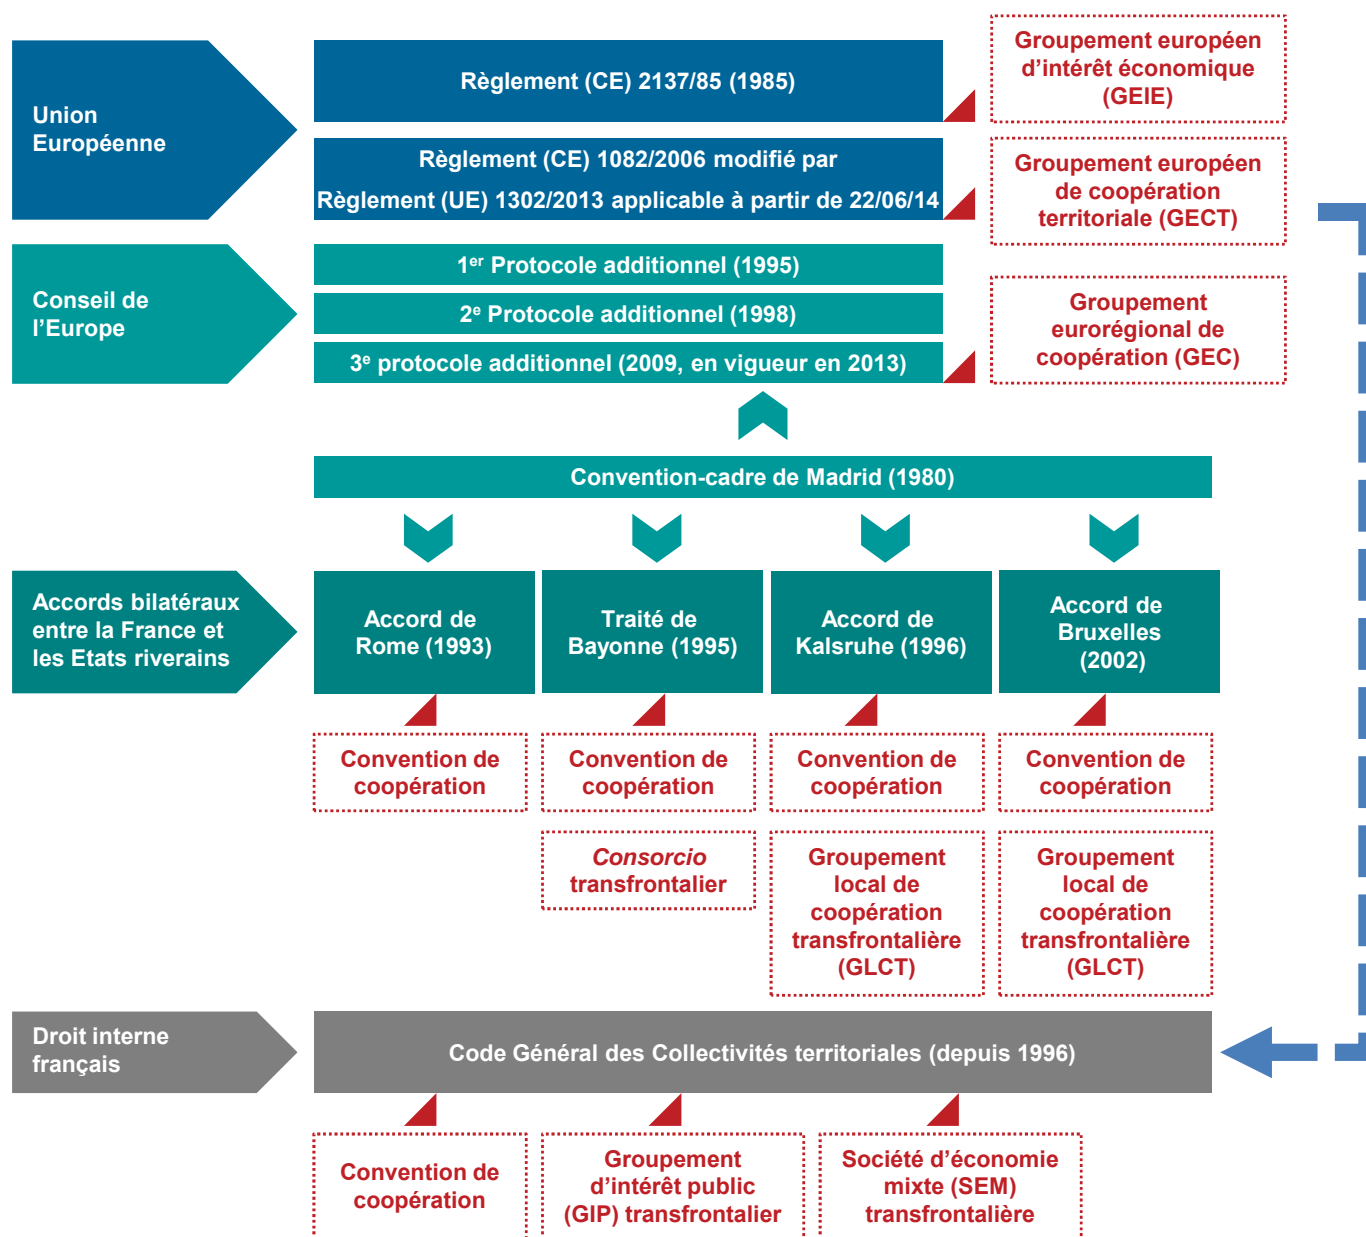 Union
Européenne
Règlement (CE) 2137/85 (1985)
Groupement européen
d’intérêt économique
(GEIE)
Règlement (CE) 1082/2006 modifié par
Règlement (UE) 1302/2013 applicable à partir de 22/06/14
Groupement européen
de coopération
territoriale (GECT)
Conseil de
l’Europe
1er Protocole additionnel (1995)
2e Protocole additionnel (1998)
3e protocole additionnel (2009, en vigueur en 2013)
Groupement
eurorégional de
coopération (GEC)
Convention-cadre de Madrid (1980)
Accords bilatéraux
entre la France et
les Etats riverains
Accord de
Rome (1993)
Traité de
Bayonne (1995)
Accord de
Kalsruhe (1996)
Accord de
Bruxelles
(2002)
Convention de
coopération
Convention de
coopération
Convention de
coopération
Convention de
coopération
Consorcio
transfrontalier
Groupement
local de
coopération
transfrontalière
(GLCT)
Groupement
local de
coopération
transfrontalière
(GLCT)
Droit interne
français
Code Général des Collectivités territoriales (depuis 1996)
Convention de
coopération
Groupement
d’intérêt public
(GIP) transfrontalier
Société d’économie
mixte (SEM)
transfrontalière